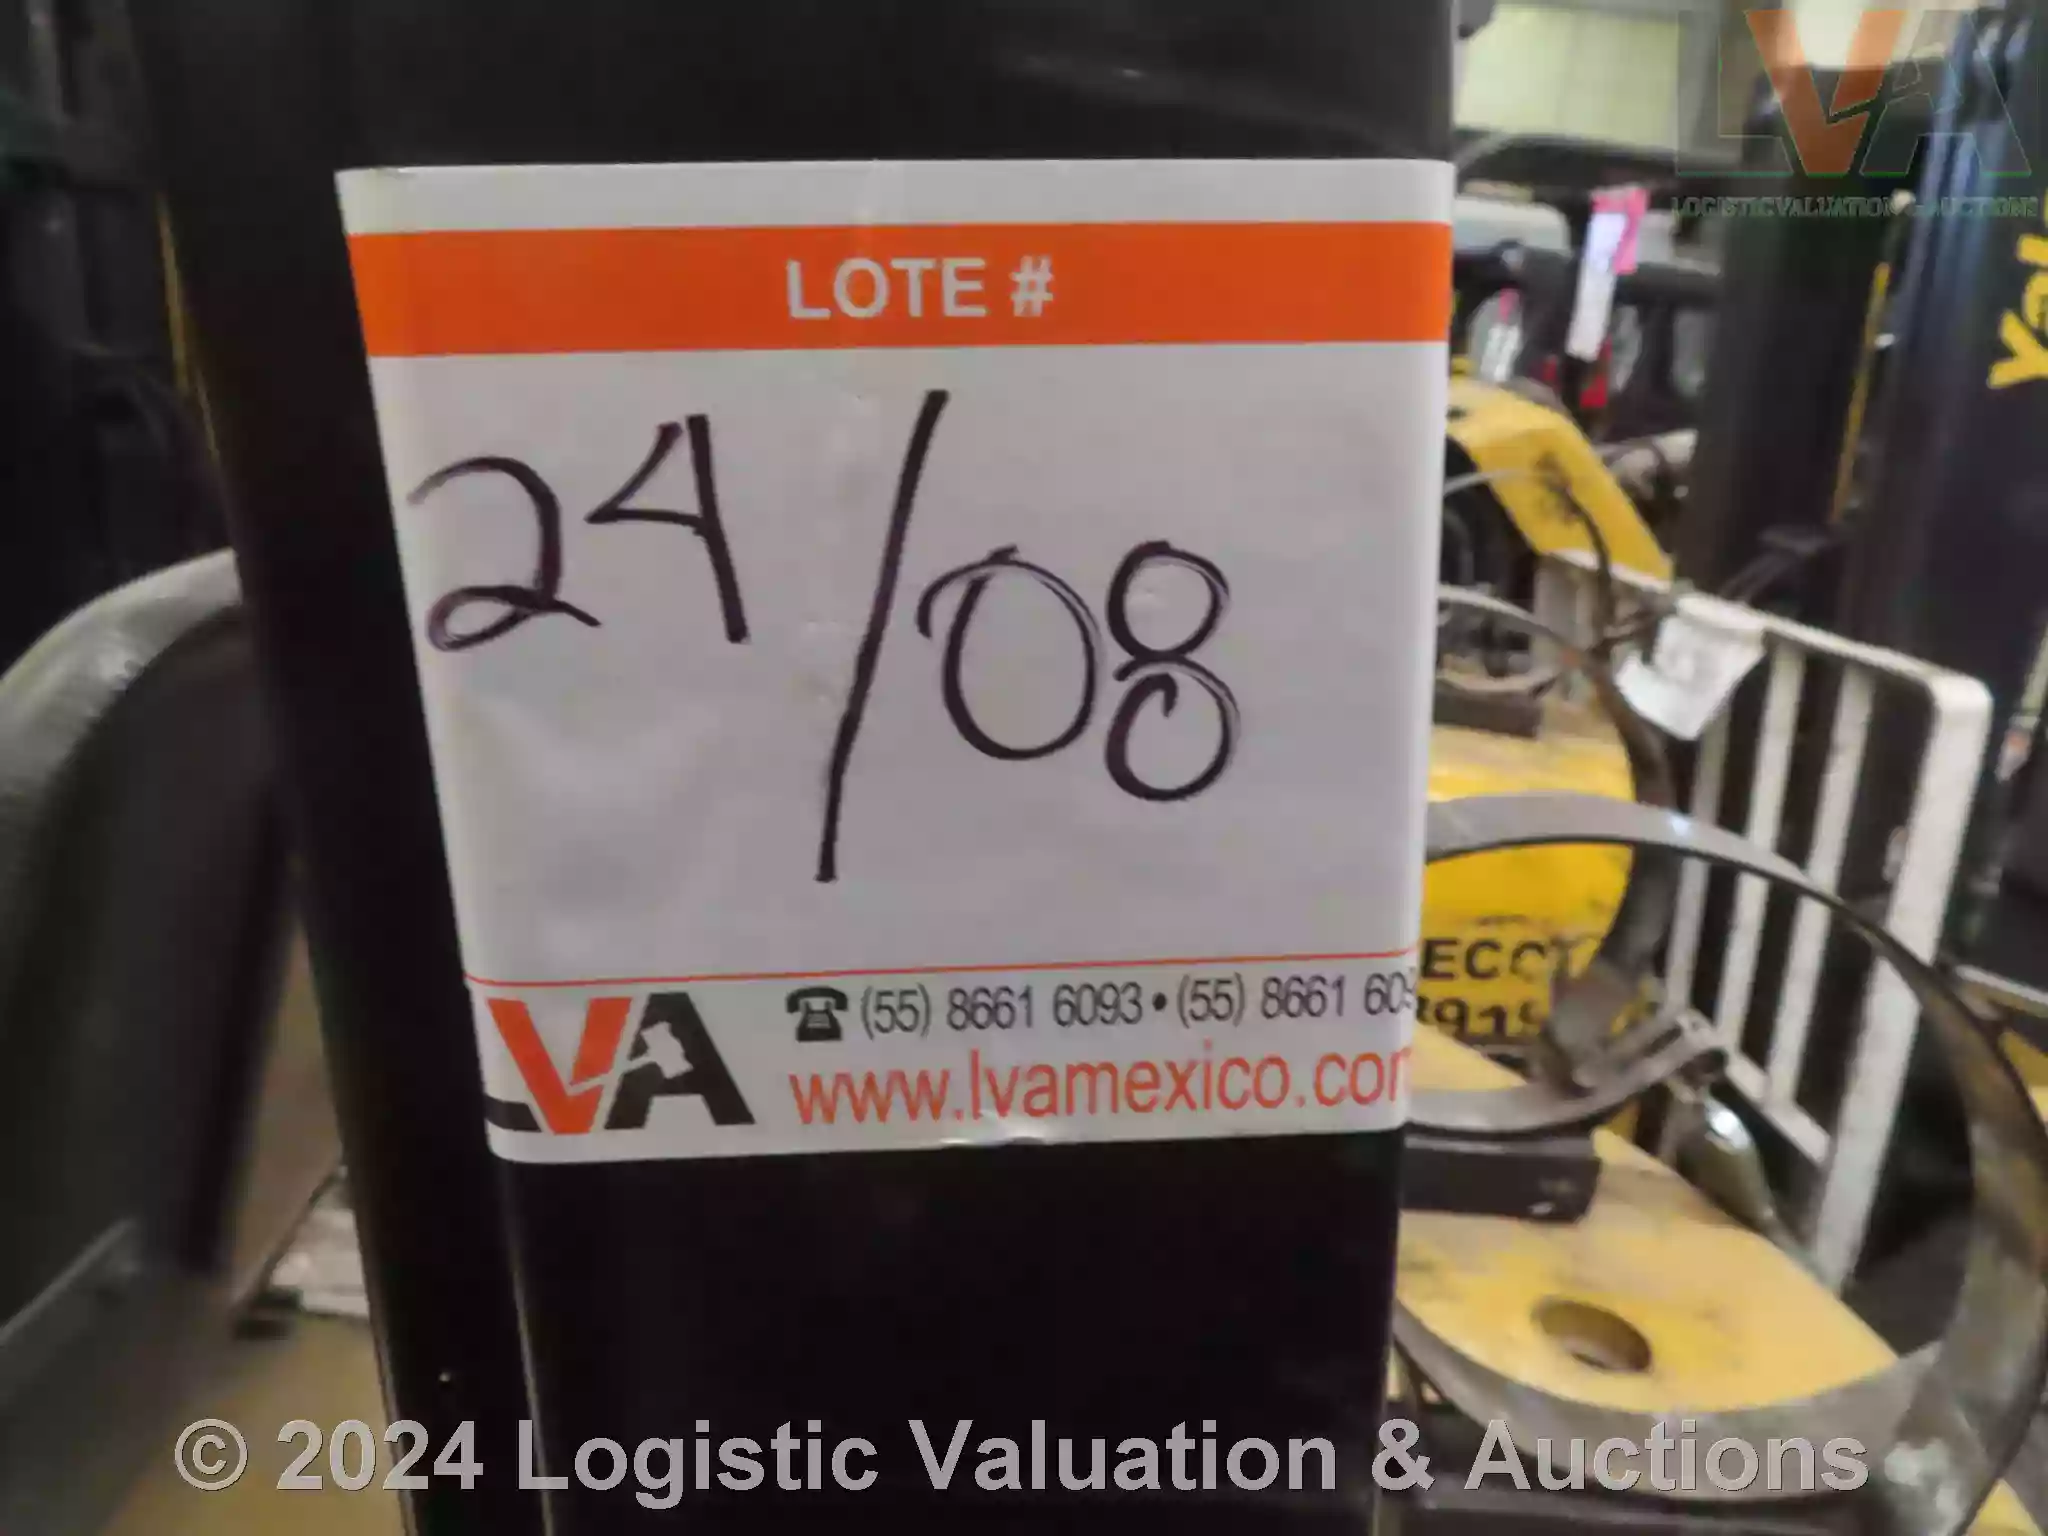 LVA
LOGISTIC VALUATION & AUCTIONS
LOTE #
24/08
(55) 8661 6093 • (55) 8661 609
LVA
www.lvamexico.com
© 2024 Logistic Valuation & Auctions